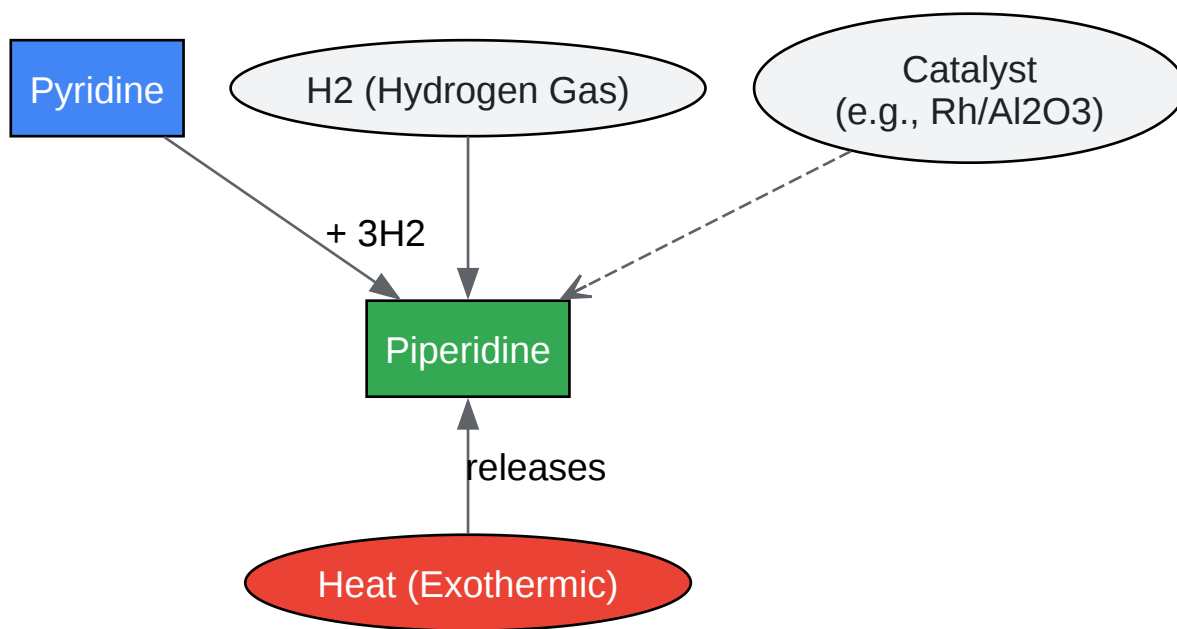 Pyridine
H2 (Hydrogen Gas)
Catalyst
(e.g., Rh/Al2O3)
+ 3H2
Piperidine
releases
Heat (Exothermic)